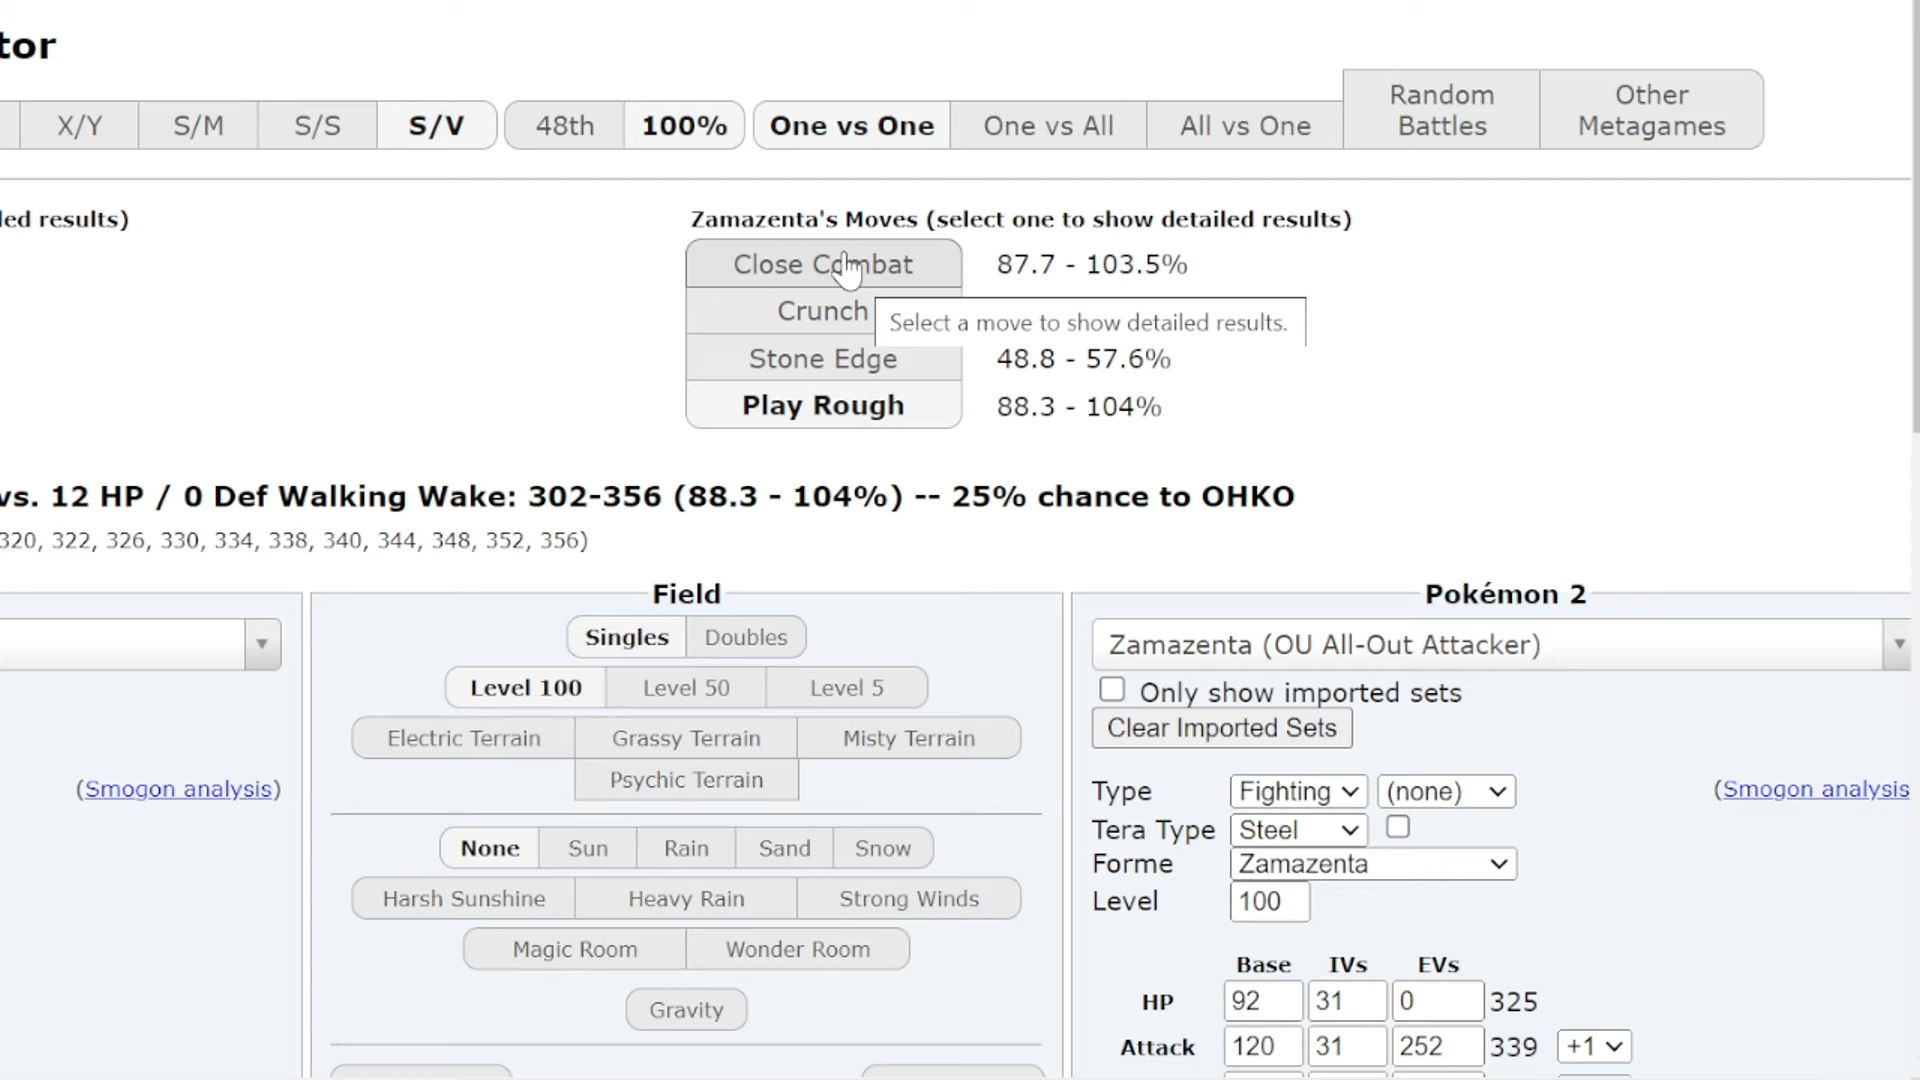 tor
X/Y S/M S/S S/V 48th 100% One vs One One vs All All vs One Random Battles Other Metagames
led results)
Zamazenta's Moves (select one to show detailed results)
Close Combat 87.7 - 103.5%
Crunch
Select a move to show detailed results.
Stone Edge 48.8 - 57.6%
Play Rough 88.3 - 104%
vs. 12 HP / 0 Def Walking Wake: 302-356 (88.3 - 104%) -- 25% chance to OHKO
320, 322, 326, 330, 334, 338, 340, 344, 348, 352, 356)
(Smogon analysis)
Field
Singles Doubles
Level 100 Level 50 Level 5
Electric Terrain Grassy Terrain Misty Terrain
Psychic Terrain
None Sun Rain Sand Snow
Harsh Sunshine Heavy Rain Strong Winds
Magic Room Wonder Room
Gravity
Pokémon 2
Zamazenta (OU All-Out Attacker)
Only show imported sets
Clear Imported Sets
Type Fighting (none) (Smogon analysis
Tera Type Steel
Forme Zamazenta
Level 100
Base IVs EVs
HP 92 31 0 325
Attack 120 31 252 339 +1